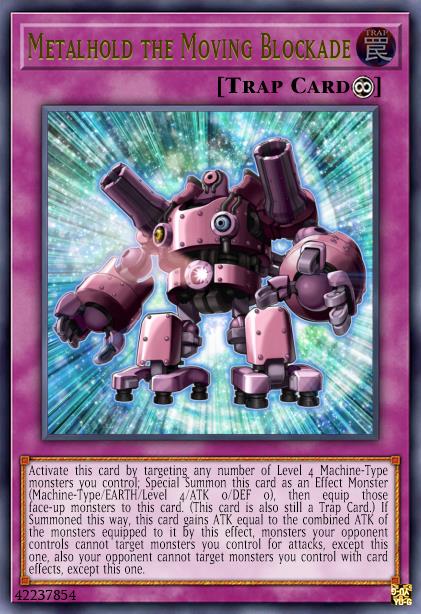 Metalhold the Moving Blockade
TRAP
罠
[Trap Card]
Activate this card by targeting any number of Level 4 Machine-Type
monsters you control; Special Summon this card as an Effect Monster
(Machine-Type/EARTH/Level 4/ATK 0/DEF 0), then equip those
face-up monsters to this card. (This card is also still a Trap Card.) If
Summoned this way, this card gains ATK equal to the combined ATK of
the monsters equipped to it by this effect, monsters your opponent
controls cannot target monsters you control for attacks, except this
one, also your opponent cannot target monsters you control with card
effects, except this one.
42237854